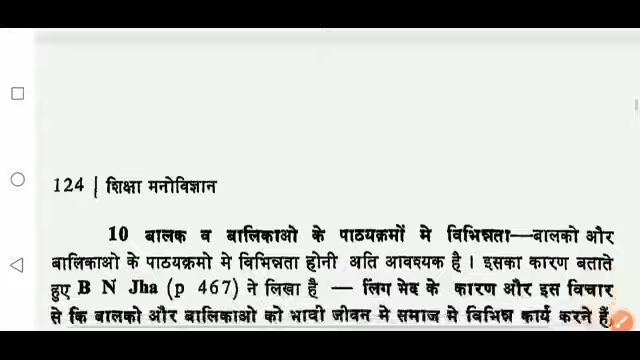 124 | शिक्षा मनोविज्ञान
10 बालक व बालिकाओ के पाठयक्रमों मे विभिन्नता—बालको और
बालिकाओ के पाठयक्रमो मे विभिन्नता होनी अति आवश्यक है। इसका कारण बताते
हुए B N Jha (p 467) ने लिखा है — लिग भेद के कारण और इस विचार
से कि बालको और बालिकाओ को भावी जीवन मे समाज मे विभिन्न कार्य करने हैं